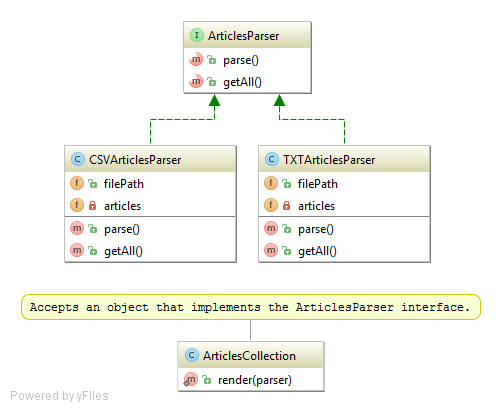 I ArticlesParser
m parse()
m getAll()
C CSVArticlesParser
f filePath
f articles
m parse()
m getAll()
C TXTArticlesParser
f filePath
f articles
m parse()
m getAll()
Accepts an object that implements the ArticlesParser interface.
C ArticlesCollection
m render(parser)
Powered by yFiles